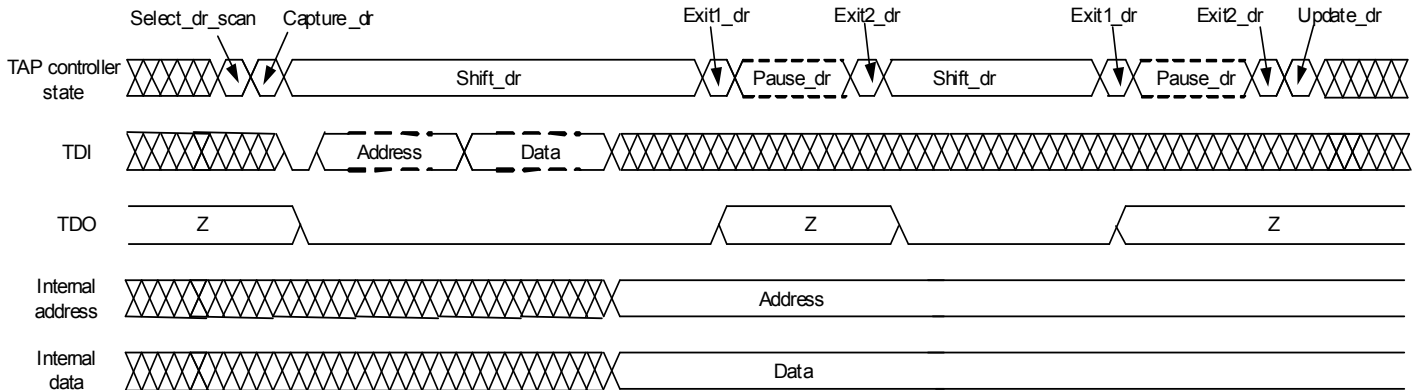 Select_dr_scan Capture_dr Exit1_dr Exit2_dr Exit1_dr Exit2_dr Update_dr
TAP controller
state
Shift_dr Pause_dr Shift_dr Pause_dr
TDI Address Data
TDO Z Z Z
Internal
address
Address
Internal
data
Data